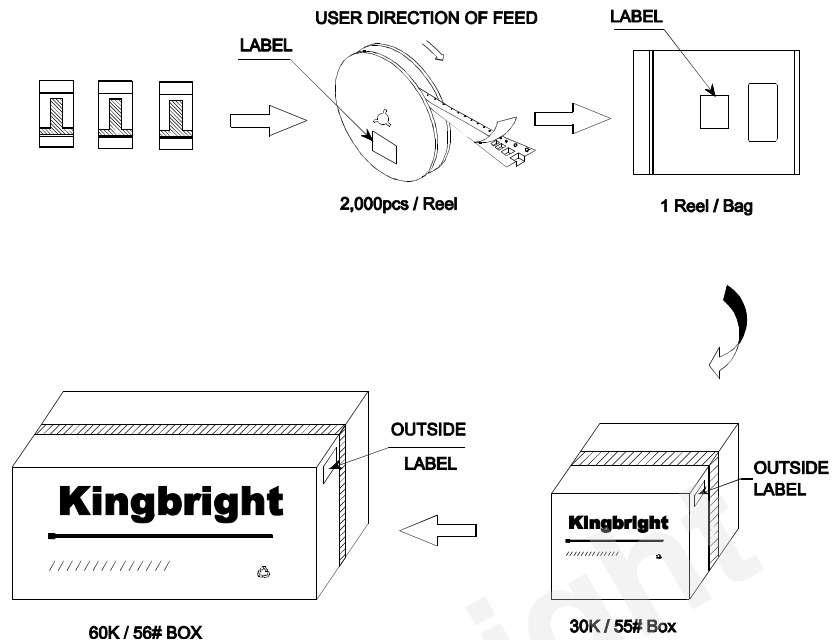 USER DIRECTION OF FEED
LABEL
LABEL
2,000pcs / Reel
1 Reel / Bag
OUTSIDE
LABEL
OUTSIDE
LABEL
Kingbright
Kingbright
60K / 56# BOX
30K / 55# Box